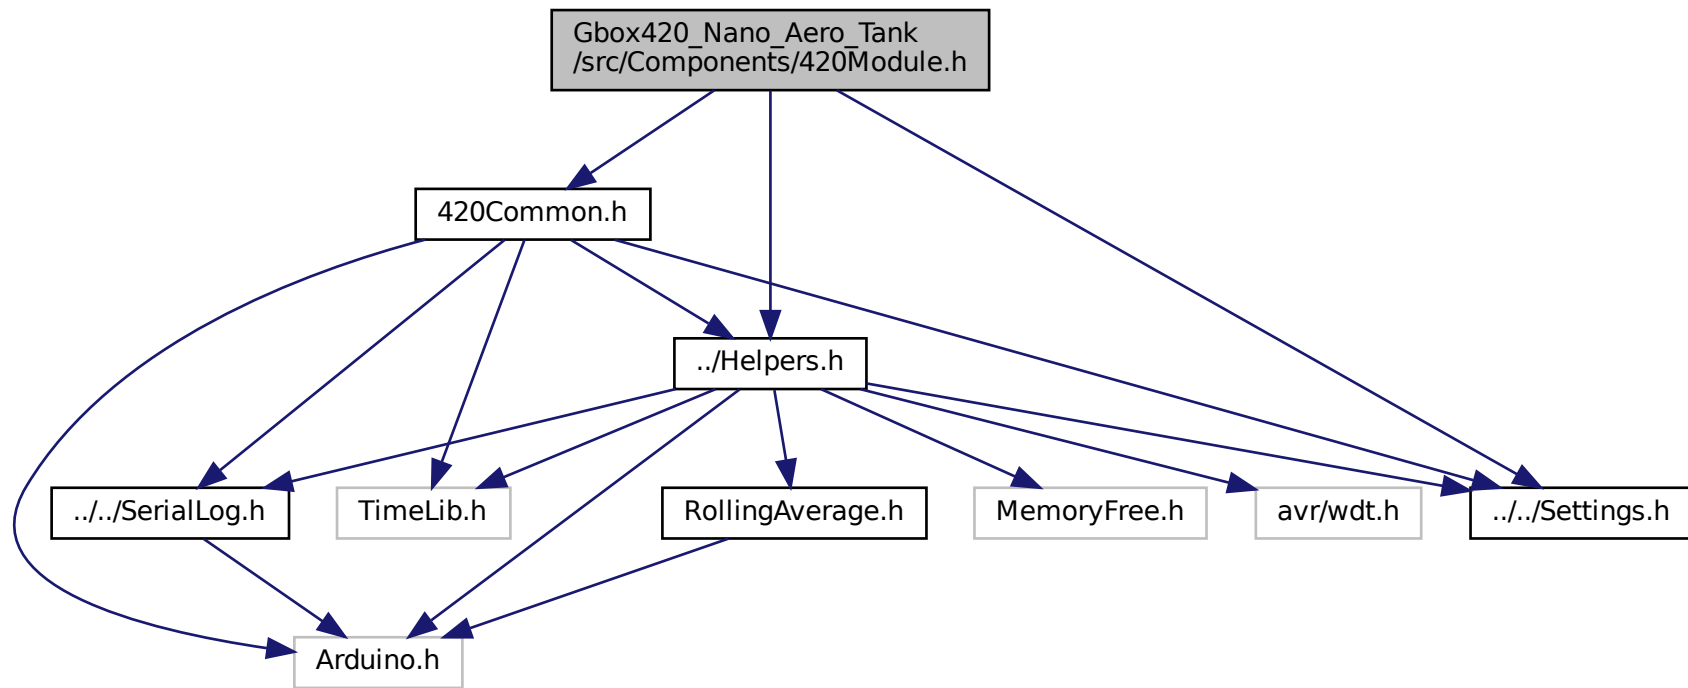 Gbox420_Nano_Aero_Tank
/src/Components/420Module.h
420Common.h
../Helpers.h
../../SerialLog.h
TimeLib.h
RollingAverage.h
MemoryFree.h
avr/wdt.h
../../Settings.h
Arduino.h